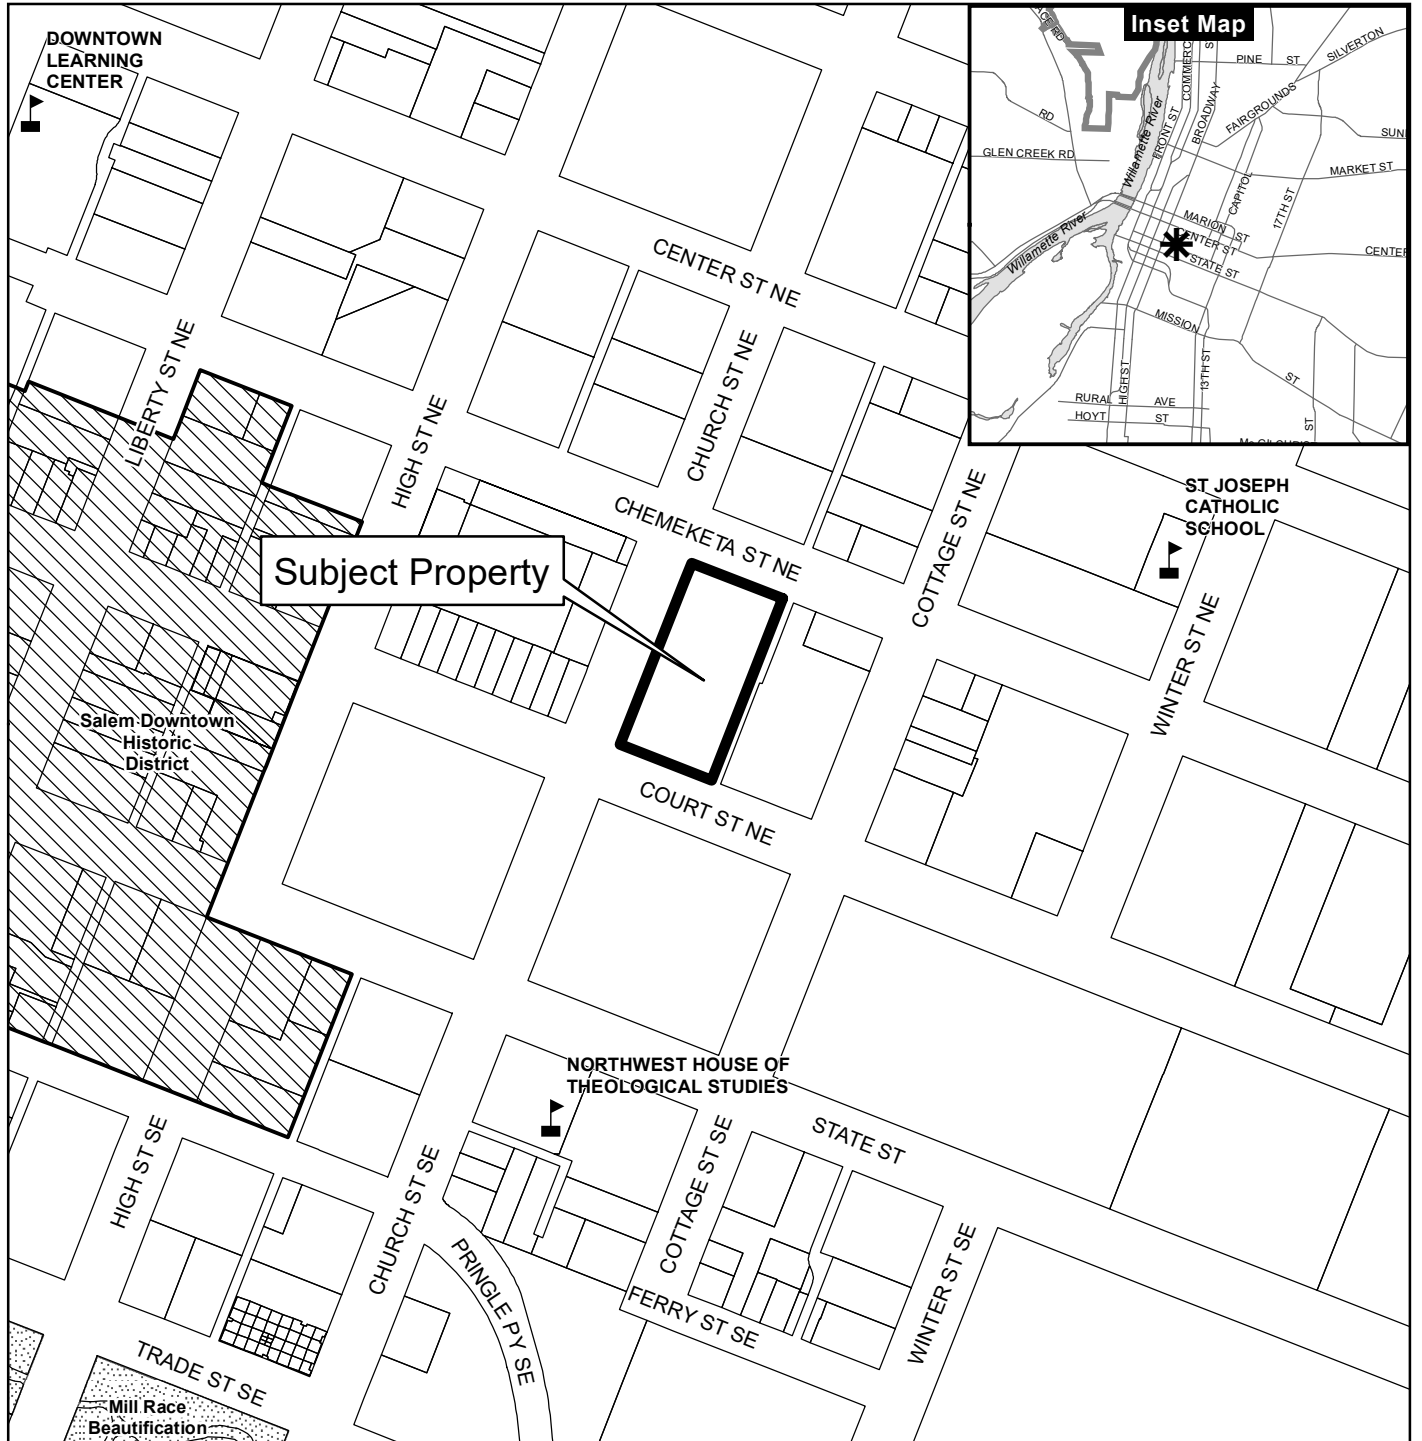 DOWNTOWN
LEARNING
CENTER
Inset Map
PINE ST
SILVERTON
BROADWAY
FAIRGROUNDS
FRONT ST
RD
GLEN CREEK RD
Willamette River
MARKET ST
CAPITOL
17TH ST
MARION ST
CENTER ST
STATE ST
Willamette River
MISSION
ST
13TH ST
HIGH ST
RURAL AVE
HOYT ST
ST
CENTER ST NE
LIBERTY ST NE
HIGH ST NE
CHURCH ST NE
CHEMEKETA ST NE
COTTAGE ST NE
ST JOSEPH
CATHOLIC
SCHOOL
Subject Property
WINTER ST NE
Salem Downtown
Historic
District
COURT ST NE
NORTHWEST HOUSE OF
THEOLOGICAL STUDIES
STATE ST
HIGH ST SE
CHURCH ST SE
COTTAGE ST SE
PRINGLE PY SE
FERRY ST SE
WINTER ST SE
TRADE ST SE
Mill Race
Beautification